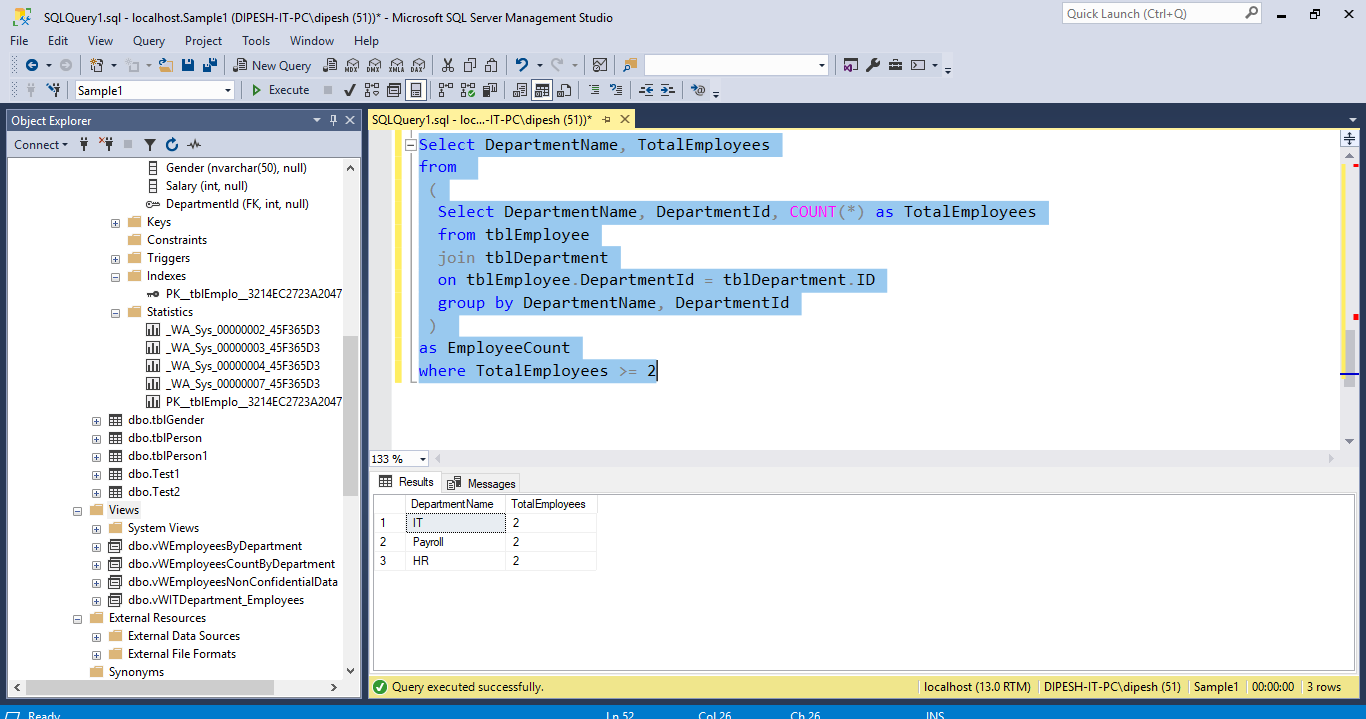 SQLQuery1.sql - localhost.Sample1 (DIPESH-IT-PC\dipesh (51))* - Microsoft SQL Server Management Studio
Quick Launch (Ctrl+Q)
File Edit View Query Project Tools Window Help
New Query MDX DMX XMLA DAX
Sample1 Execute
Object Explorer
Connect
Gender (nvarchar(50), null)
Salary (int, null)
DepartmentId (FK, int, null)
Keys
Constraints
Triggers
Indexes
PK__tblEmplo__3214EC2723A2047
Statistics
_WA_Sys_00000002_45F365D3
_WA_Sys_00000003_45F365D3
_WA_Sys_00000004_45F365D3
_WA_Sys_00000007_45F365D3
PK__tblEmplo__3214EC2723A2047
dbo.tblGender
dbo.tblPerson
dbo.tblPerson1
dbo.Test1
dbo.Test2
Views
System Views
dbo.vWEmployeesByDepartment
dbo.vWEmployeesCountByDepartment
dbo.vWEmployeesNonConfidentialData
dbo.vWITDepartment_Employees
External Resources
External Data Sources
External File Formats
Synonyms
SQLQuery1.sql - loc...-IT-PC\dipesh (51))*
Select DepartmentName, TotalEmployees
from
(
Select DepartmentName, DepartmentId, COUNT(*) as TotalEmployees
from tblEmployee
join tblDepartment
on tblEmployee.DepartmentId = tblDepartment.ID
group by DepartmentName, DepartmentId
)
as EmployeeCount
where TotalEmployees >= 2
133 %
Results Messages
DepartmentName TotalEmployees
1 IT 2
2 Payroll 2
3 HR 2
Query executed successfully. localhost (13.0 RTM) DIPESH-IT-PC\dipesh (51) Sample1 00:00:00 3 rows
Ready Ln 52 Col 26 Ch 26 INS